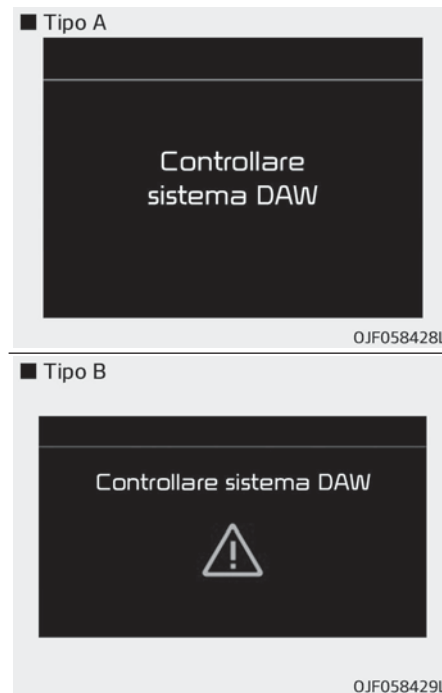 ■ Tipo A
Controllare
sistema DAW
OJF058428L
■ Tipo B
Controllare sistema DAW
OJF058429L